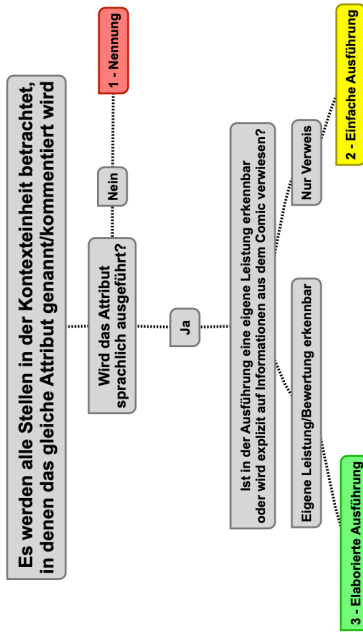 Es werden alle Stellen in der Kontexteinheit betrachtet,
in denen das gleiche Attribut genannt/kommentiert wird
Wird das Attribut
sprachlich ausgeführt?
Nein
1 - Nennung
Ja
Ist in der Ausführung eine eigene Leistung erkennbar
oder wird explizit auf Informationen aus dem Comic verwiesen?
Eigene Leistung/Bewertung erkennbar
Nur Verweis
3 - Elaborierte Ausführung
2 - Einfache Ausführung